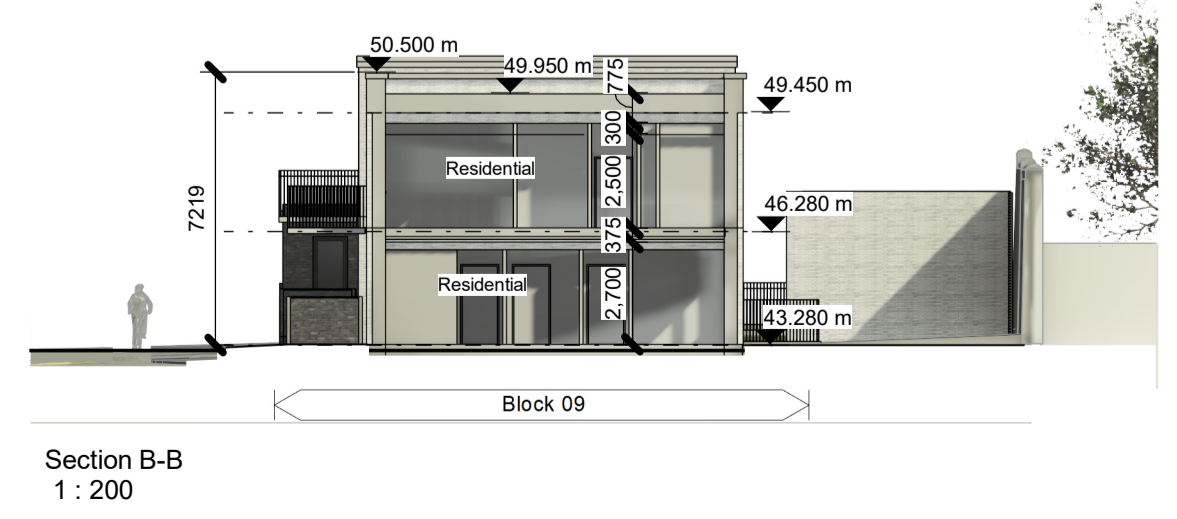 50.500 m
49.950 m
775
49.450 m
300
Residential
2,500
7219
46.280 m
375
Residential
2,700
43.280 m
Block 09
Section B-B
1 : 200